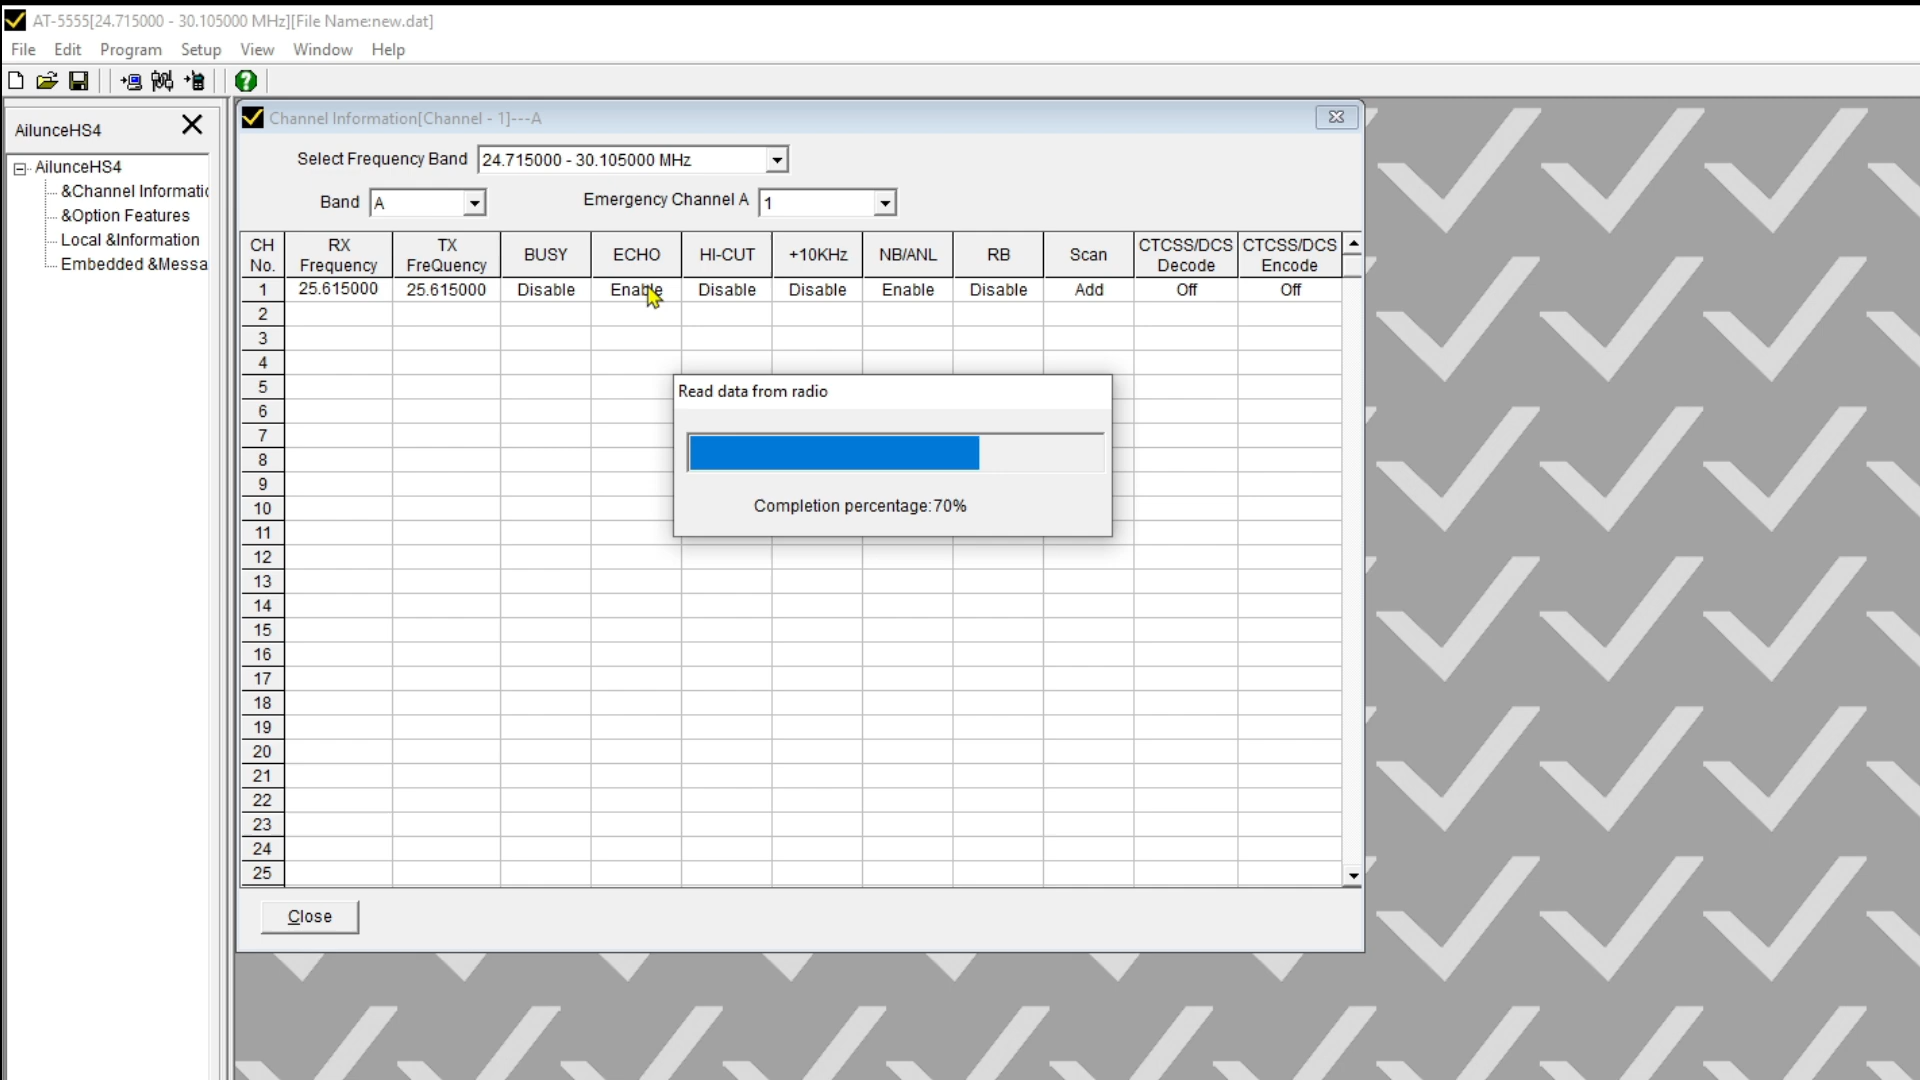 AT-5555[24.715000 - 30.105000 MHz][File Name:new.dat]
File Edit Program Setup View Window Help
AilunceHS4
AilunceHS4
&Channel Informatic
&Option Features
Local &Information
Embedded &Messa
Channel Information[Channel - 1]---A
Select Frequency Band 24.715000 - 30.105000 MHz
Band A Emergency Channel A 1
CH No. RX Frequency TX FreQuency BUSY ECHO HI-CUT +10KHz NB/ANL RB Scan CTCSS/DCS Decode CTCSS/DCS Encode
1 25.615000 25.615000 Disable Enable Disable Disable Enable Disable Add Off Off
2
3
4
5
6
7
8
9
10
11
12
13
14
15
16
17
18
19
20
21
22
23
24
25
Read data from radio
Completion percentage:70%
Close